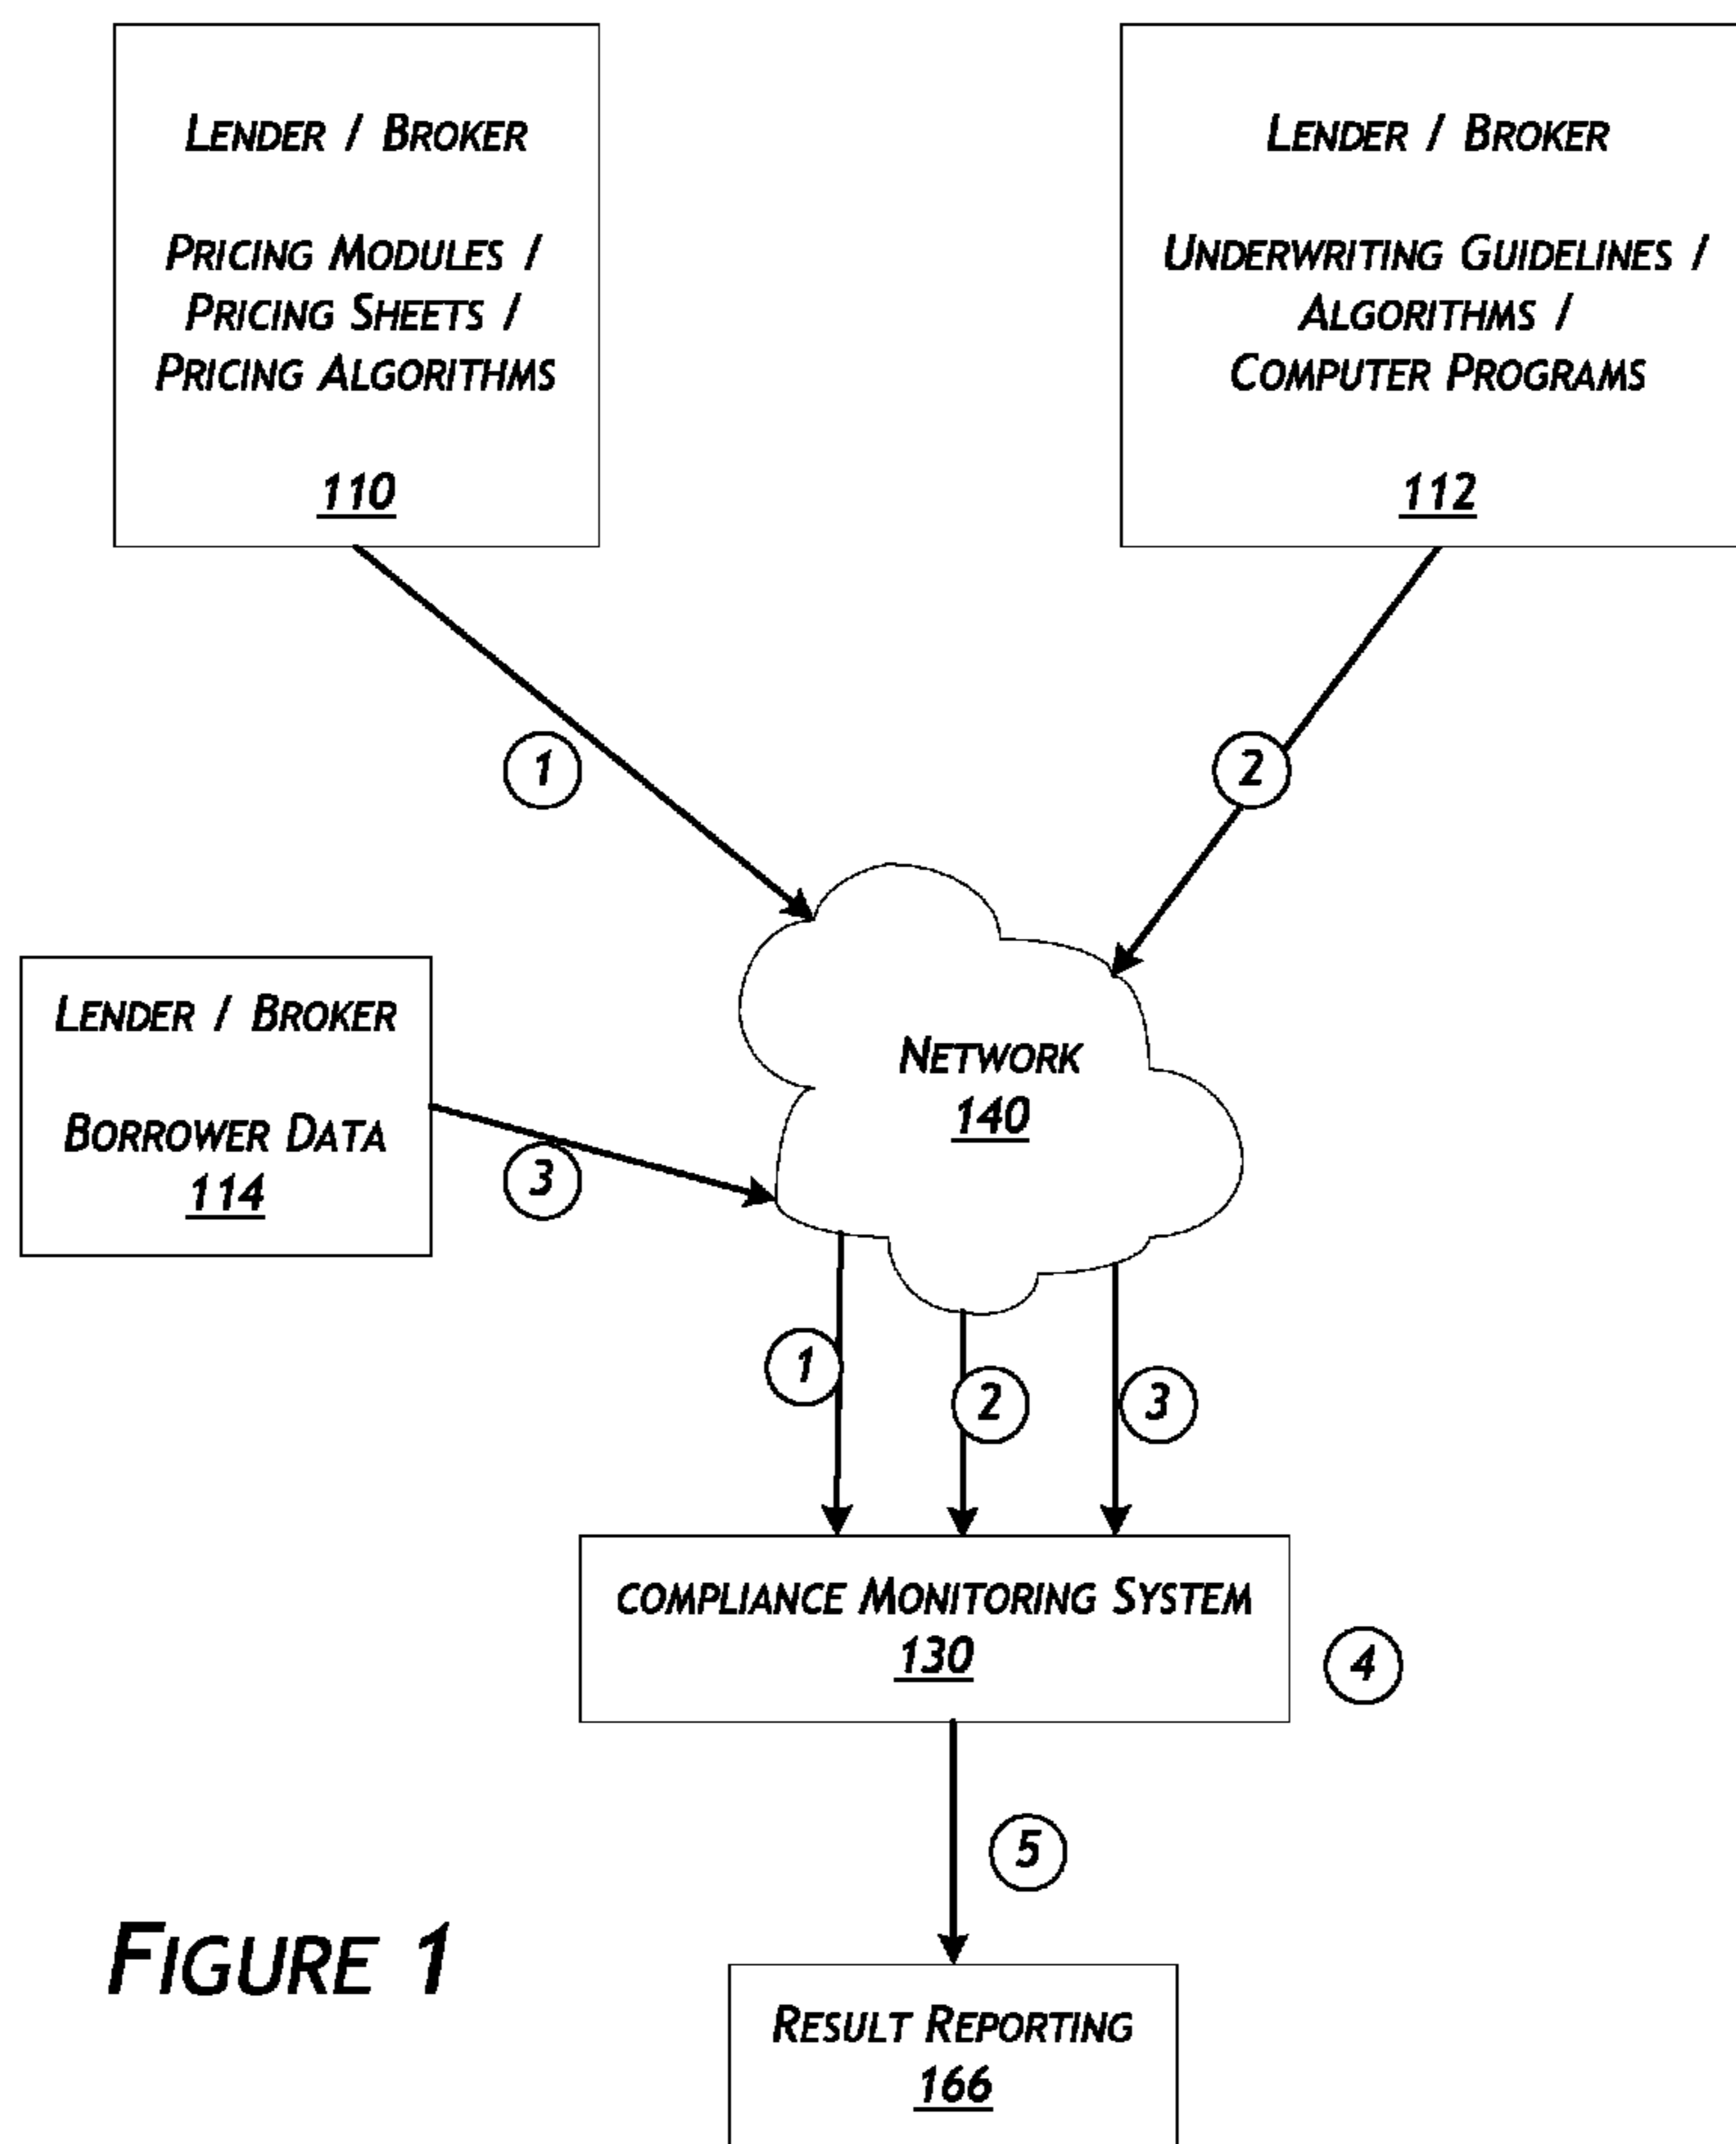 LENDER / BROKER
PRICING MODULES /
PRICING SHEETS /
PRICING ALGORITHMS
110
LENDER / BROKER
UNDERWRITING GUIDELINES /
ALGORITHMS /
COMPUTER PROGRAMS
112
1
2
LENDER / BROKER
BORROWER DATA
114
3
NETWORK
140
1
2
3
COMPLIANCE MONITORING SYSTEM
130
4
5
FIGURE 1
RESULT REPORTING
166